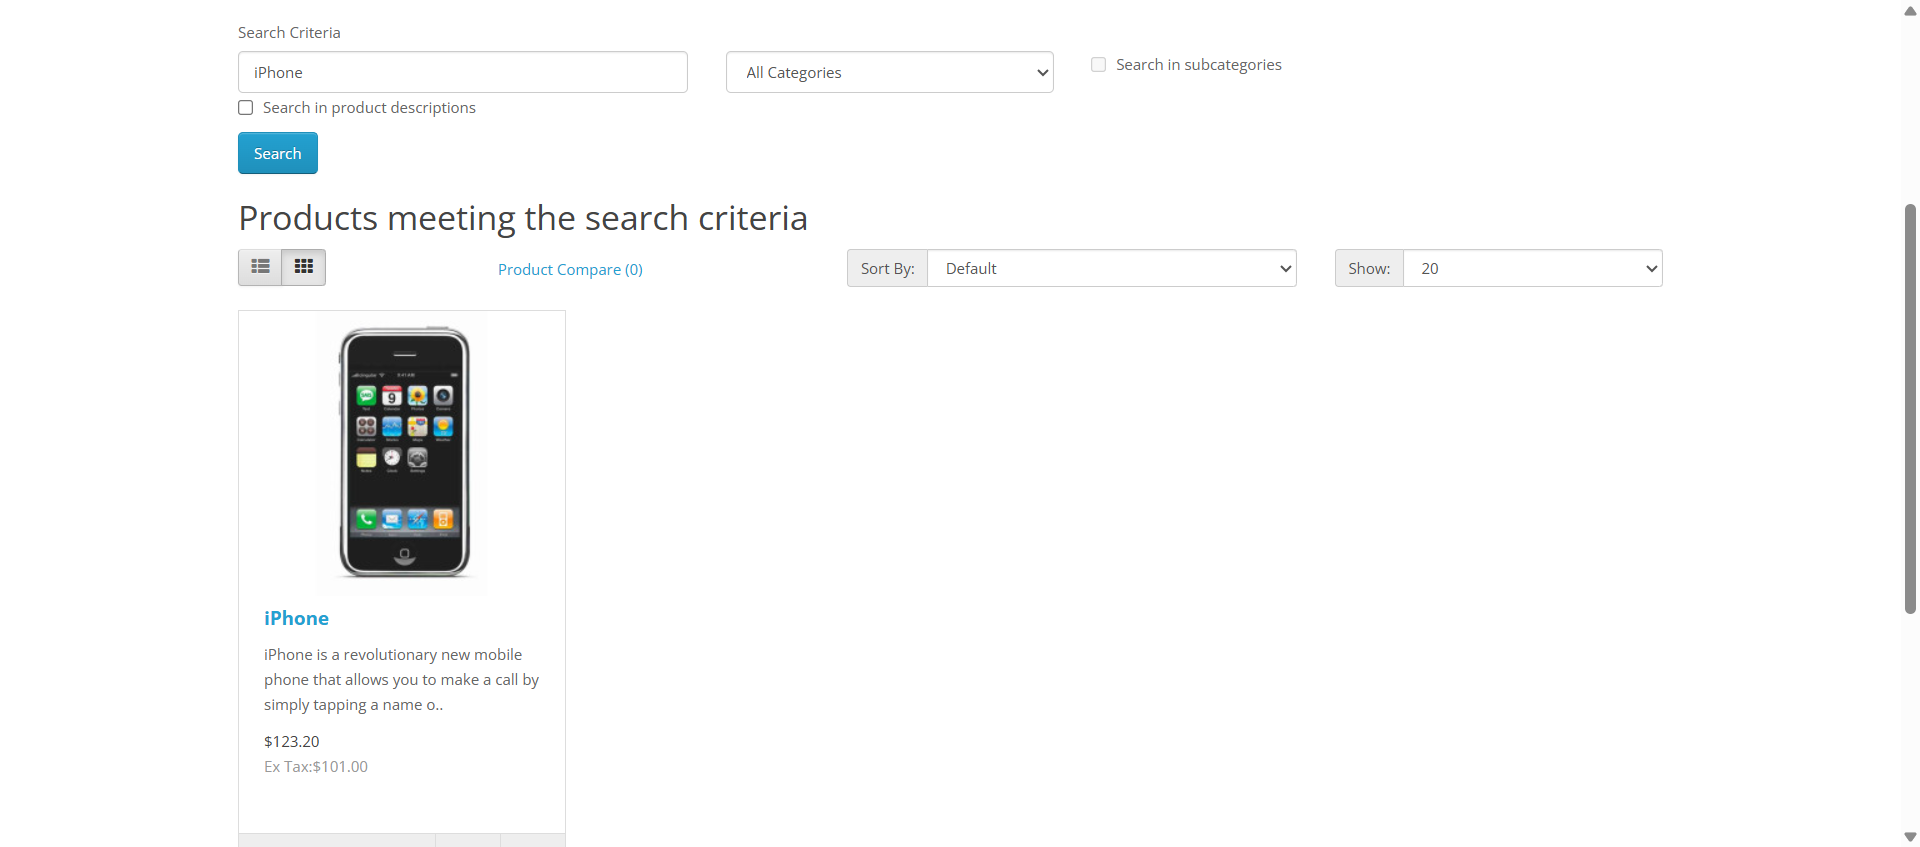 Search Criteria
iPhone
All Categories
Search in subcategories
Search in product descriptions
Search
Products meeting the search criteria
Product Compare (0)
Sort By:
Default
Show:
20
9
iPhone
iPhone is a revolutionary new mobile
phone that allows you to make a call by
simply tapping a name o..
$123.20
Ex Tax:$101.00